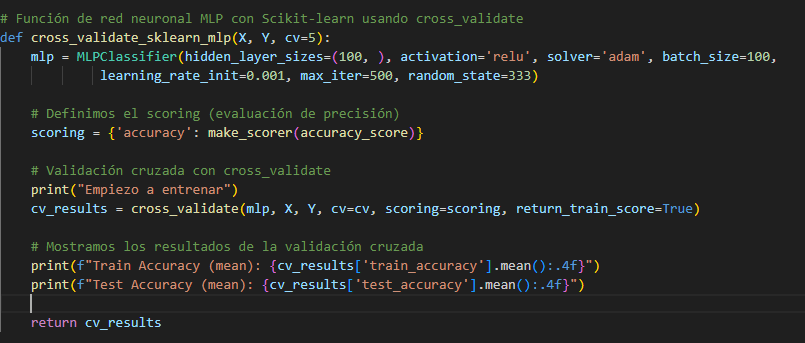 # Función de red neuronal MLP con Scikit-learn usando cross_validate
def cross_validate_sklearn_mlp(X, Y, cv=5):
    mlp = MLPClassifier(hidden_layer_sizes=(100, ), activation='relu', solver='adam', batch_size=100,
            learning_rate_init=0.001, max_iter=500, random_state=333)
    # Definimos el scoring (evaluación de precisión)
    scoring = {'accuracy': make_scorer(accuracy_score)}
    # Validación cruzada con cross_validate
    print("Empiezo a entrenar")
    cv_results = cross_validate(mlp, X, Y, cv=cv, scoring=scoring, return_train_score=True)
    # Mostramos los resultados de la validación cruzada
    print(f"Train Accuracy (mean): {cv_results['train_accuracy'].mean():.4f}")
    print(f"Test Accuracy (mean): {cv_results['test_accuracy'].mean():.4f}")
    return cv_results